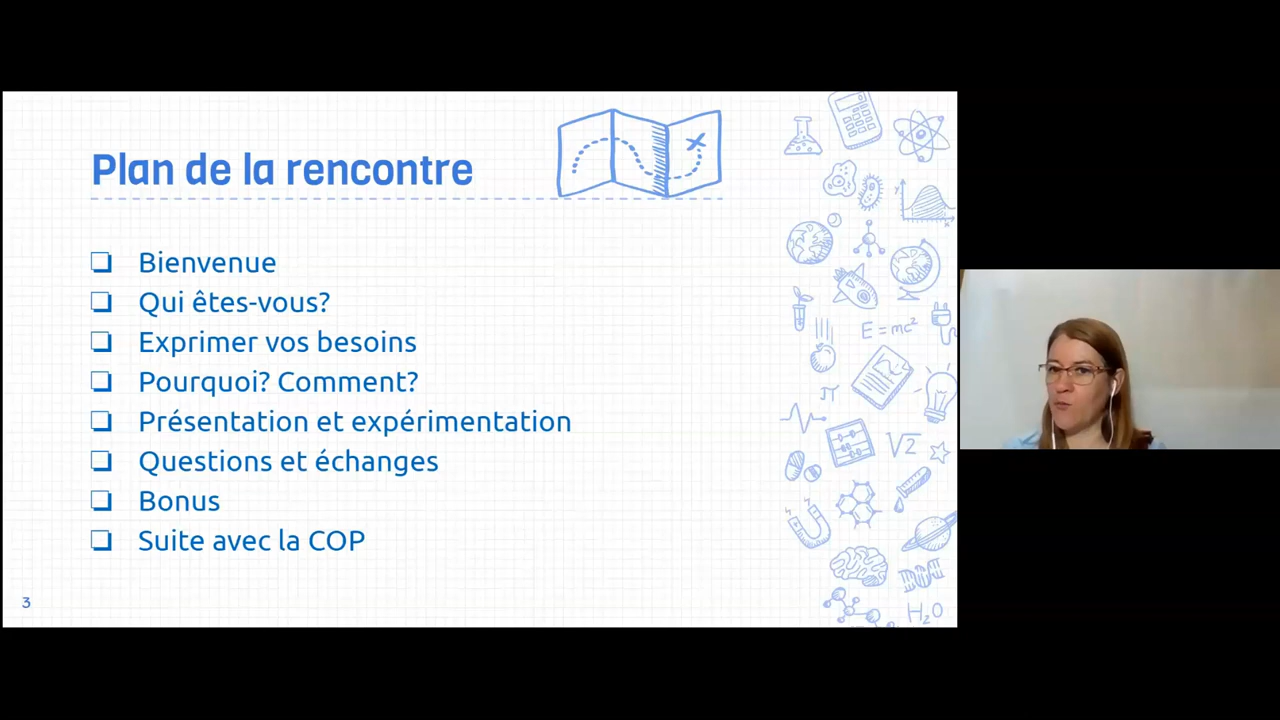 Plan de la rencontre
Bienvenue
Qui êtes-vous?
Exprimer vos besoins
Pourquoi? Comment?
Présentation et expérimentation
Questions et échanges
Bonus
Suite avec la COP
3
E=mc²
π
√2
H₂O